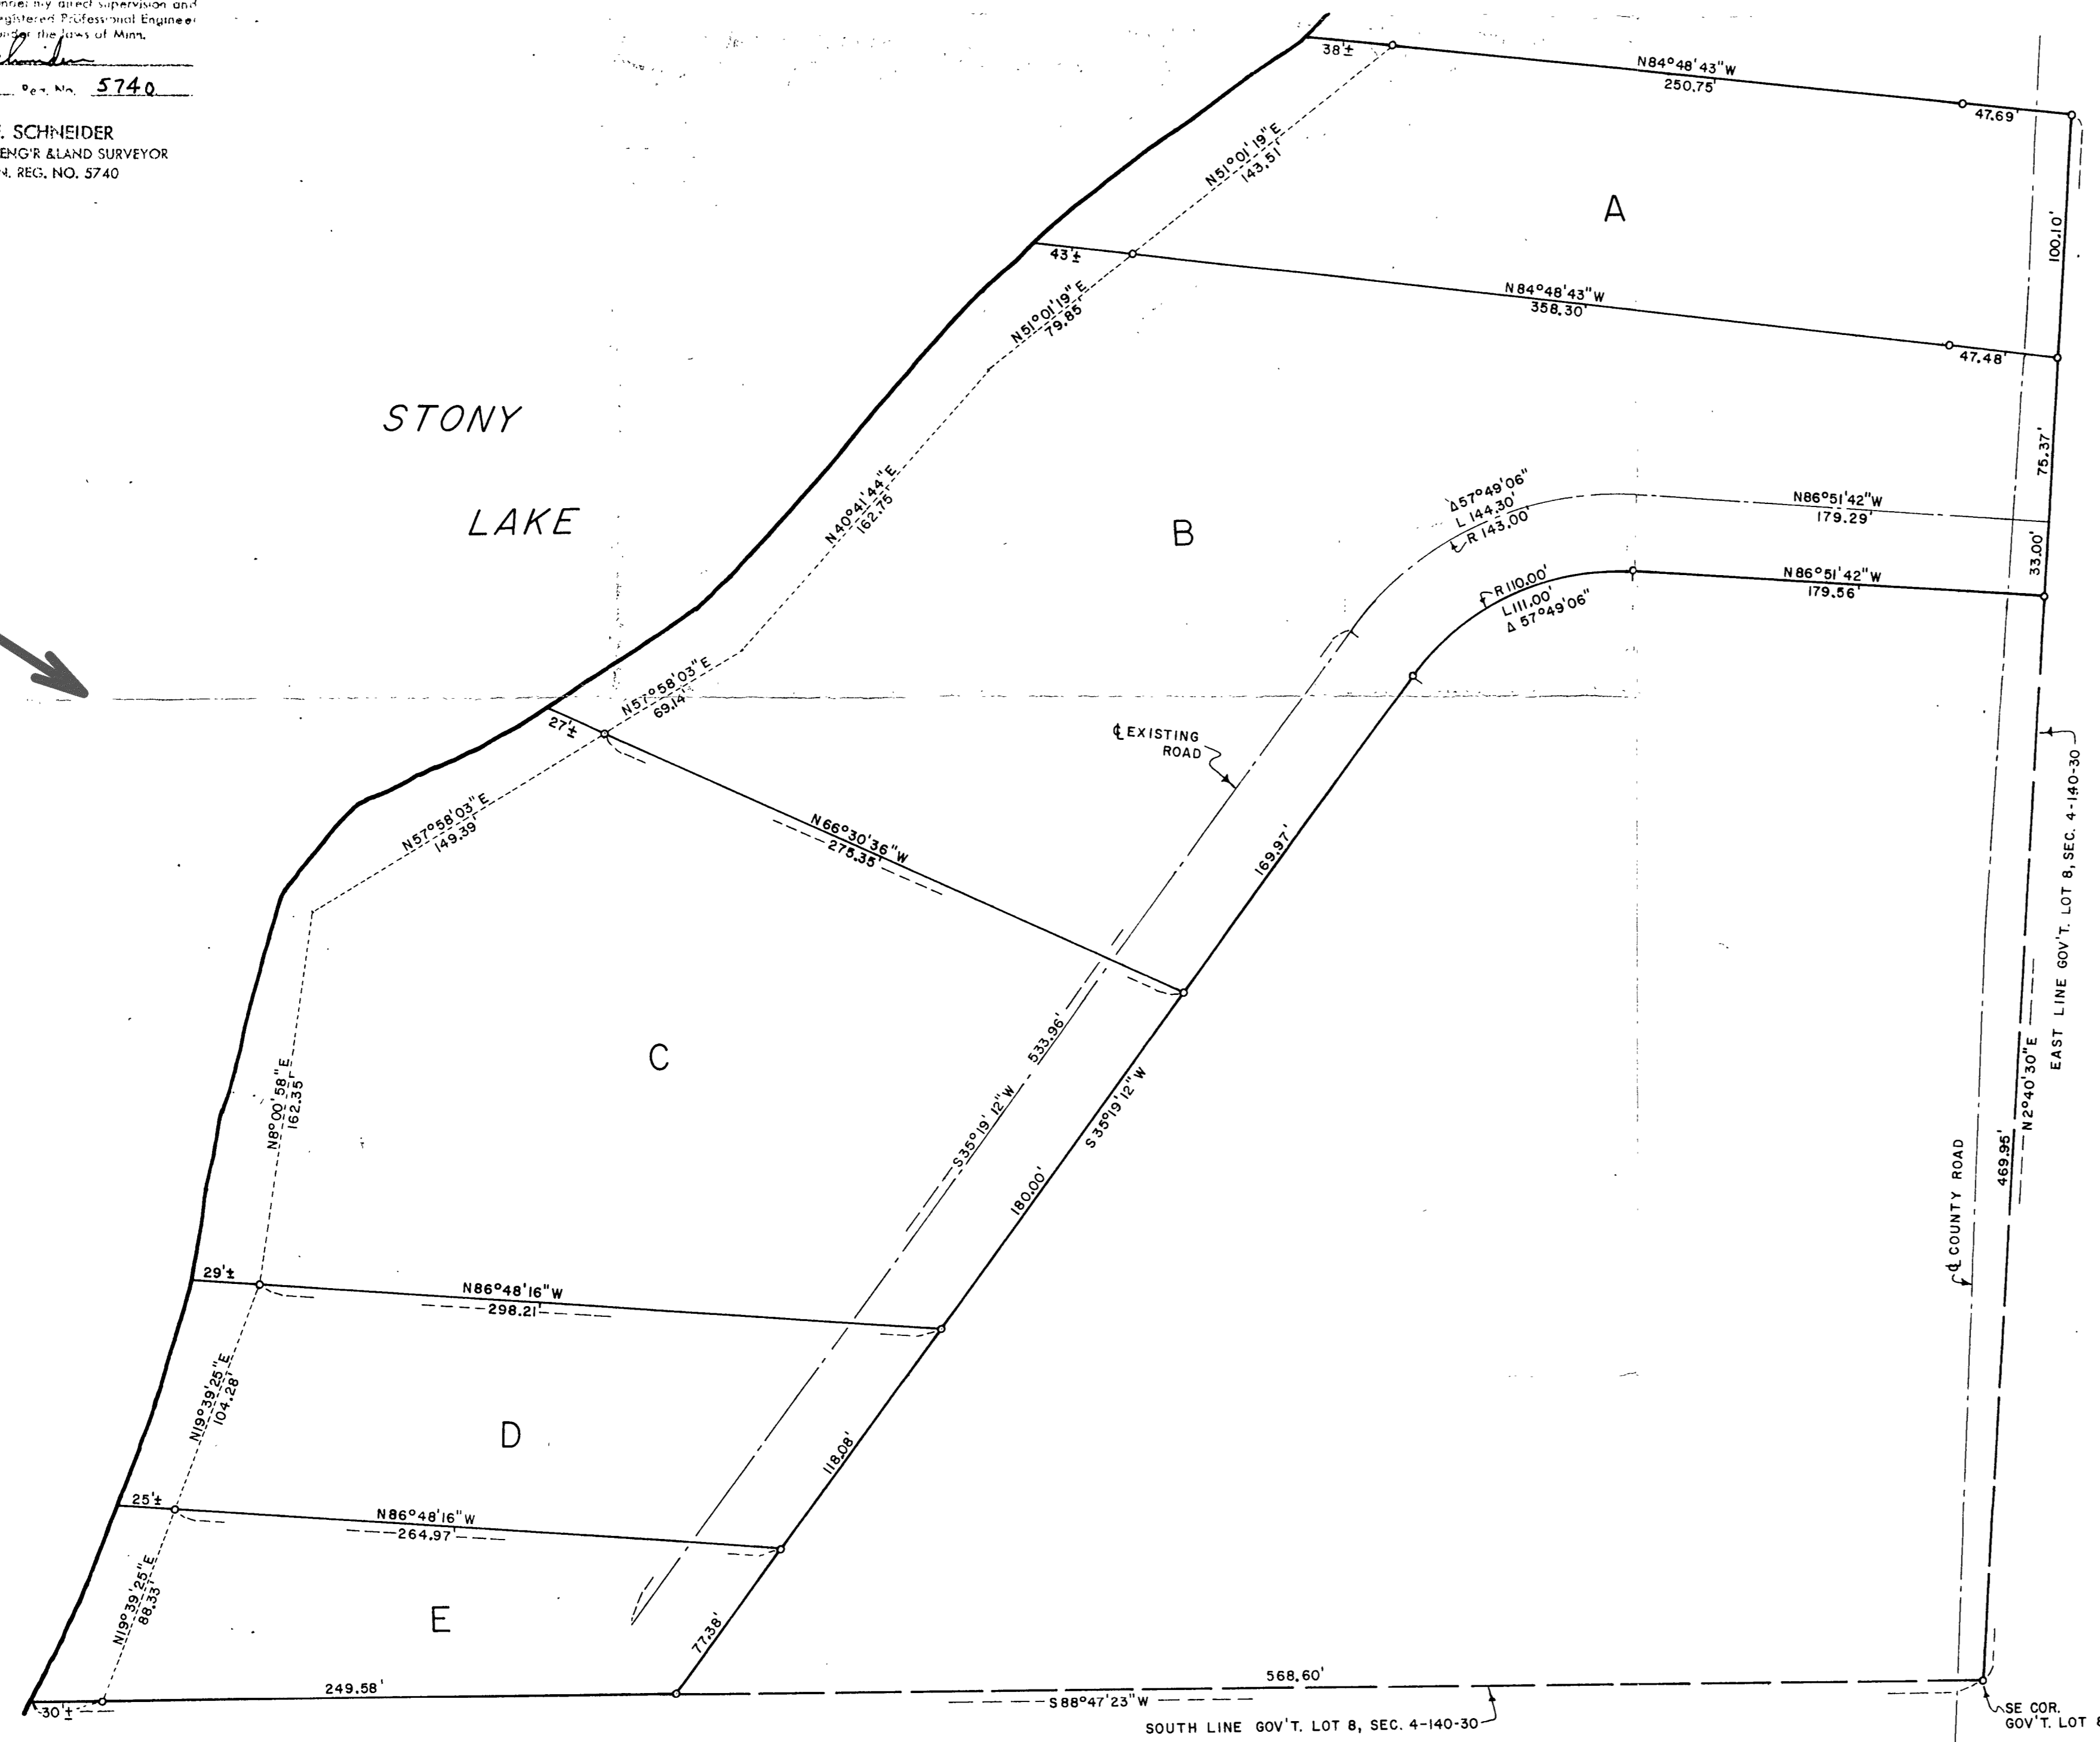 under my direct supervision and
Registered Professional Engineer
under the laws of Minn.
Reg. No. 5740
SCHNEIDER
ENG'R & LAND SURVEYOR
REG. NO. 5740
38'±
N84°48'43"W
250.75'
47.69'
N51°01'19"E
143.51'
A
100.10'
43'±
N84°48'43"W
358.30'
47.48'
N51°01'19"E
79.85'
STONY
LAKE
75.37'
N40°41'44"E
162.75'
B
Δ57°49'06"
L 144.30'
R 143.00'
N86°51'42"W
179.29'
33.00'
R 110.00'
L 111.00'
Δ 57°49'06"
N86°51'42"W
179.56'
N57°58'03"E
69.14'
27'±
℄ EXISTING
ROAD
EAST LINE GOV'T. LOT 8, SEC. 4-140-30
N57°58'03"E
149.39'
N66°30'36"W
275.35'
169.97'
C
533.96'
S35°19'12"W
S35°19'12"W
180.00'
N8°00'58"E
162.35'
N2°40'30"E
469.95'
℄ COUNTY ROAD
29'±
N86°48'16"W
298.21'
N19°39'25"E
104.28'
D
118.08'
25'±
N86°48'16"W
264.97'
N19°39'25"E
88.33'
E
77.38'
249.58'
568.60'
30'±
S88°47'23"W
SOUTH LINE GOV'T. LOT 8, SEC. 4-140-30
SE COR.
GOV'T. LOT 8